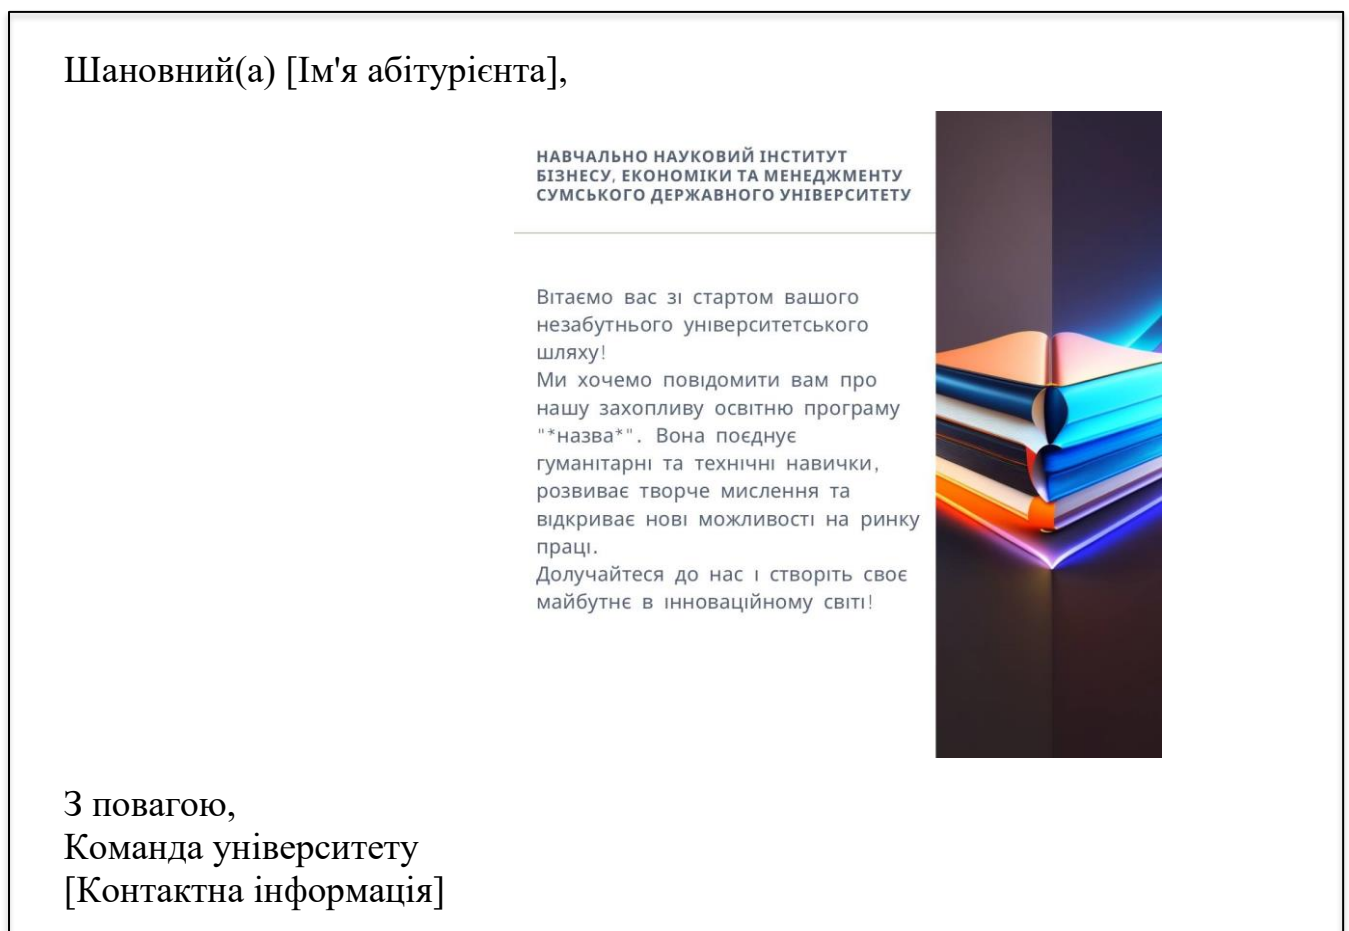 Шановний(а) [Ім'я абітурієнта],
НАВЧАЛЬНО НАУКОВИЙ ІНСТИТУТ
БІЗНЕСУ, ЕКОНОМІКИ ТА МЕНЕДЖМЕНТУ
СУМСЬКОГО ДЕРЖАВНОГО УНІВЕРСИТЕТУ
Вітаємо вас зі стартом вашого
незабутнього університетського
шляху!
Ми хочемо повідомити вам про
нашу захопливу освітню програму
"*назва*". Вона поєднує
гуманітарні та технічні навички,
розвиває творче мислення та
відкриває нові можливості на ринку
праці.
Долучайтеся до нас і створіть своє
майбутнє в інноваційному світі!
З повагою,
Команда університету
[Контактна інформація]